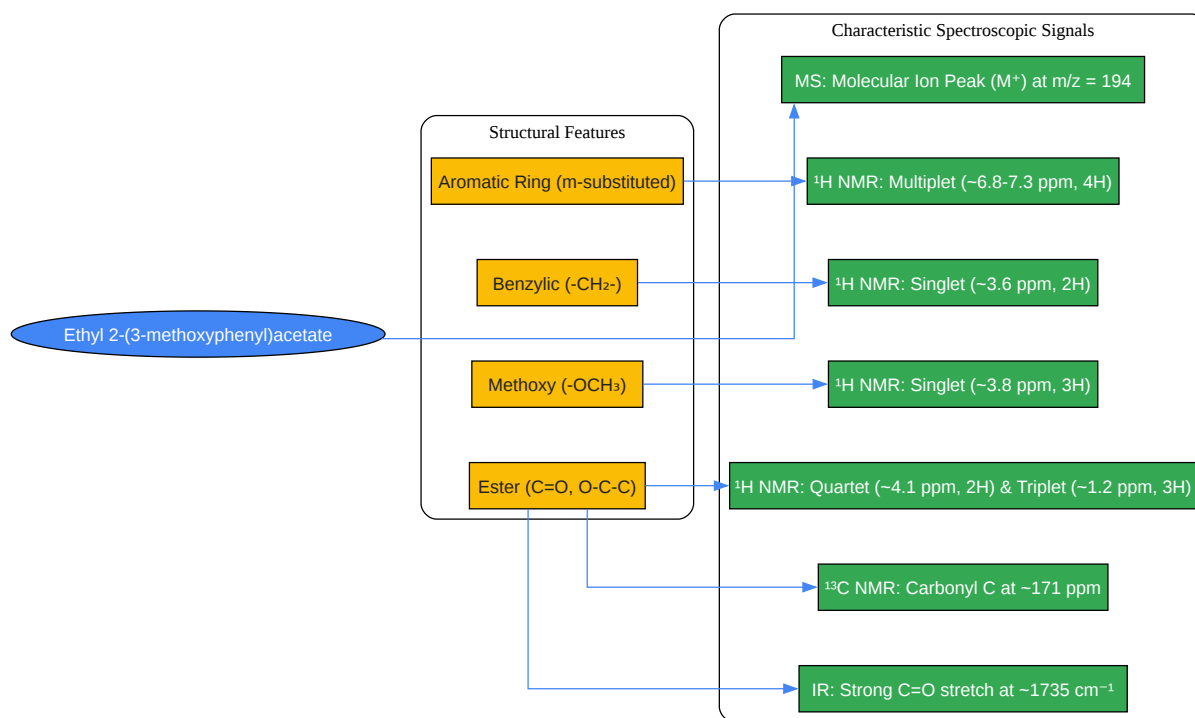 Characteristic Spectroscopic Signals
MS: Molecular Ion Peak (M⁺) at m/z = 194
Structural Features
Aromatic Ring (m-substituted)
¹H NMR: Multiplet (~6.8-7.3 ppm, 4H)
Benzylic (-CH₂-)
¹H NMR: Singlet (~3.6 ppm, 2H)
Ethyl 2-(3-methoxyphenyl)acetate
Methoxy (-OCH₃)
¹H NMR: Singlet (~3.8 ppm, 3H)
Ester (C=O, O-C-C)
¹H NMR: Quartet (~4.1 ppm, 2H) & Triplet (~1.2 ppm, 3H)
¹³C NMR: Carbonyl C at ~171 ppm
IR: Strong C=O stretch at ~1735 cm⁻¹